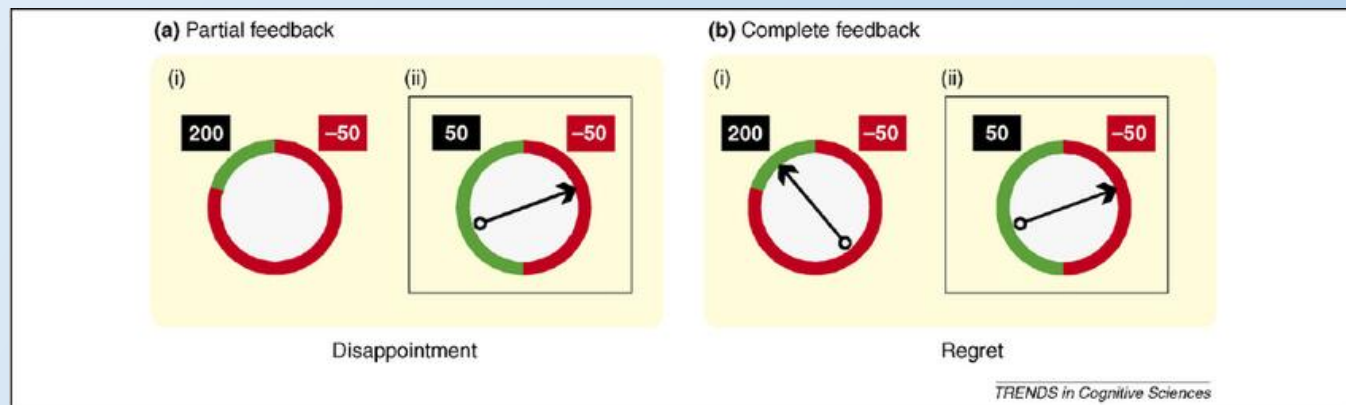 (a) Partial feedback
(i)
(ii)
200
–50
50
–50
Disappointment
(b) Complete feedback
(i)
(ii)
200
–50
50
–50
Regret
TRENDS in Cognitive Sciences